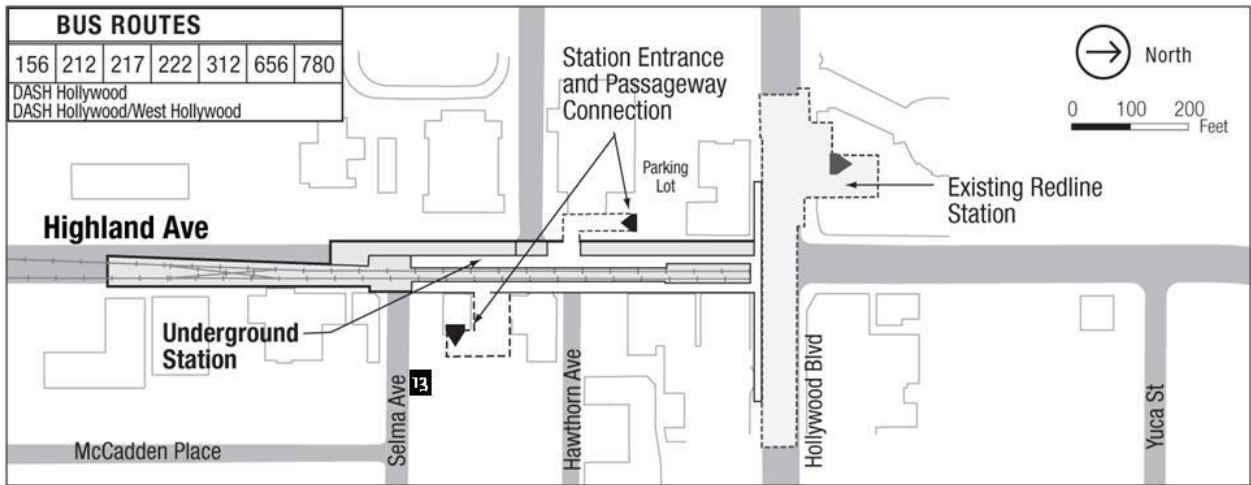 BUS ROUTES
156 212 217 222 312 656 780
DASH Hollywood
DASH Hollywood/West Hollywood
Station Entrance
and Passageway
Connection
North
0 100 200
Feet
Parking
Lot
Existing Redline
Station
Highland Ave
Underground
Station
Selma Ave
13
Hawthorn Ave
Hollywood Blvd
Yuca St
McCadden Place